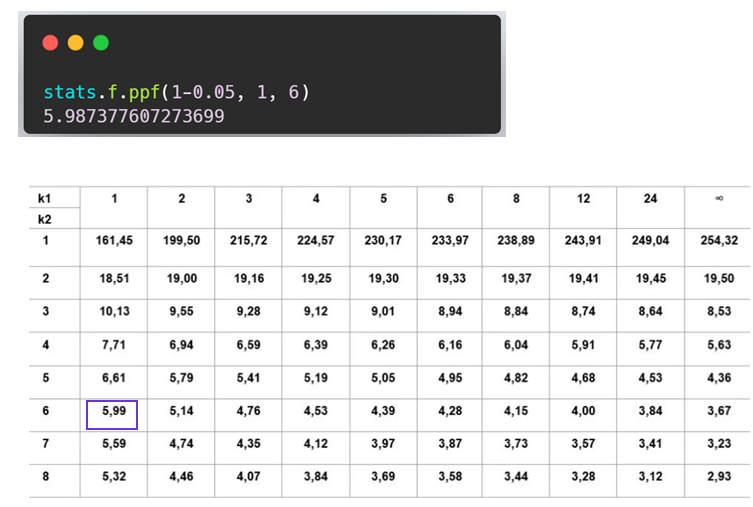 stats.f.ppf(1-0.05, 1, 6)
5.987377607273699
k1 1 2 3 4 5 6 8 12 24 ∞
k2
1 161,45 199,50 215,72 224,57 230,17 233,97 238,89 243,91 249,04 254,32
2 18,51 19,00 19,16 19,25 19,30 19,33 19,37 19,41 19,45 19,50
3 10,13 9,55 9,28 9,12 9,01 8,94 8,84 8,74 8,64 8,53
4 7,71 6,94 6,59 6,39 6,26 6,16 6,04 5,91 5,77 5,63
5 6,61 5,79 5,41 5,19 5,05 4,95 4,82 4,68 4,53 4,36
6 5,99 5,14 4,76 4,53 4,39 4,28 4,15 4,00 3,84 3,67
7 5,59 4,74 4,35 4,12 3,97 3,87 3,73 3,57 3,41 3,23
8 5,32 4,46 4,07 3,84 3,69 3,58 3,44 3,28 3,12 2,93